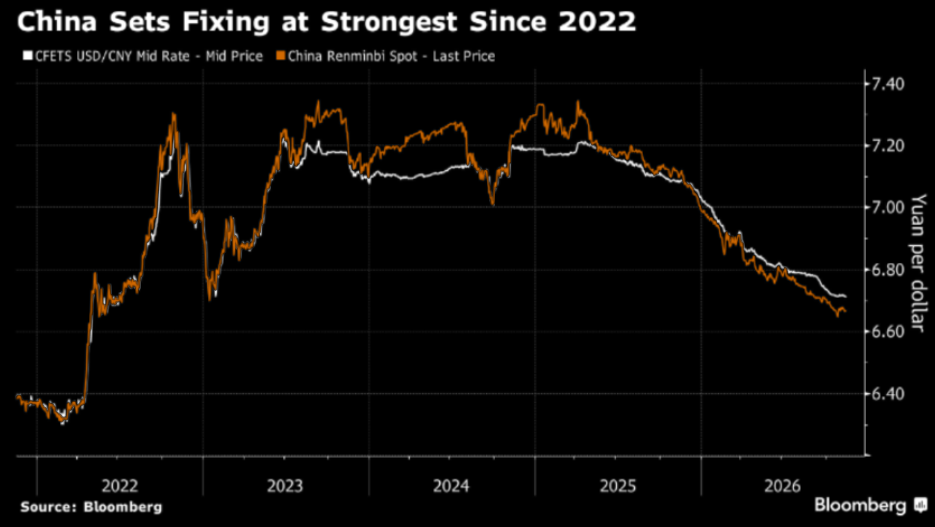 China Sets Fixing at Strongest Since 2022
CFETS USD/CNY Mid Rate - Mid Price China Renminbi Spot - Last Price
7.40
7.20
7.00
6.80
6.60
6.40
Yuan per dollar
2022 2023 2024 2025 2026
Source: Bloomberg
Bloomberg